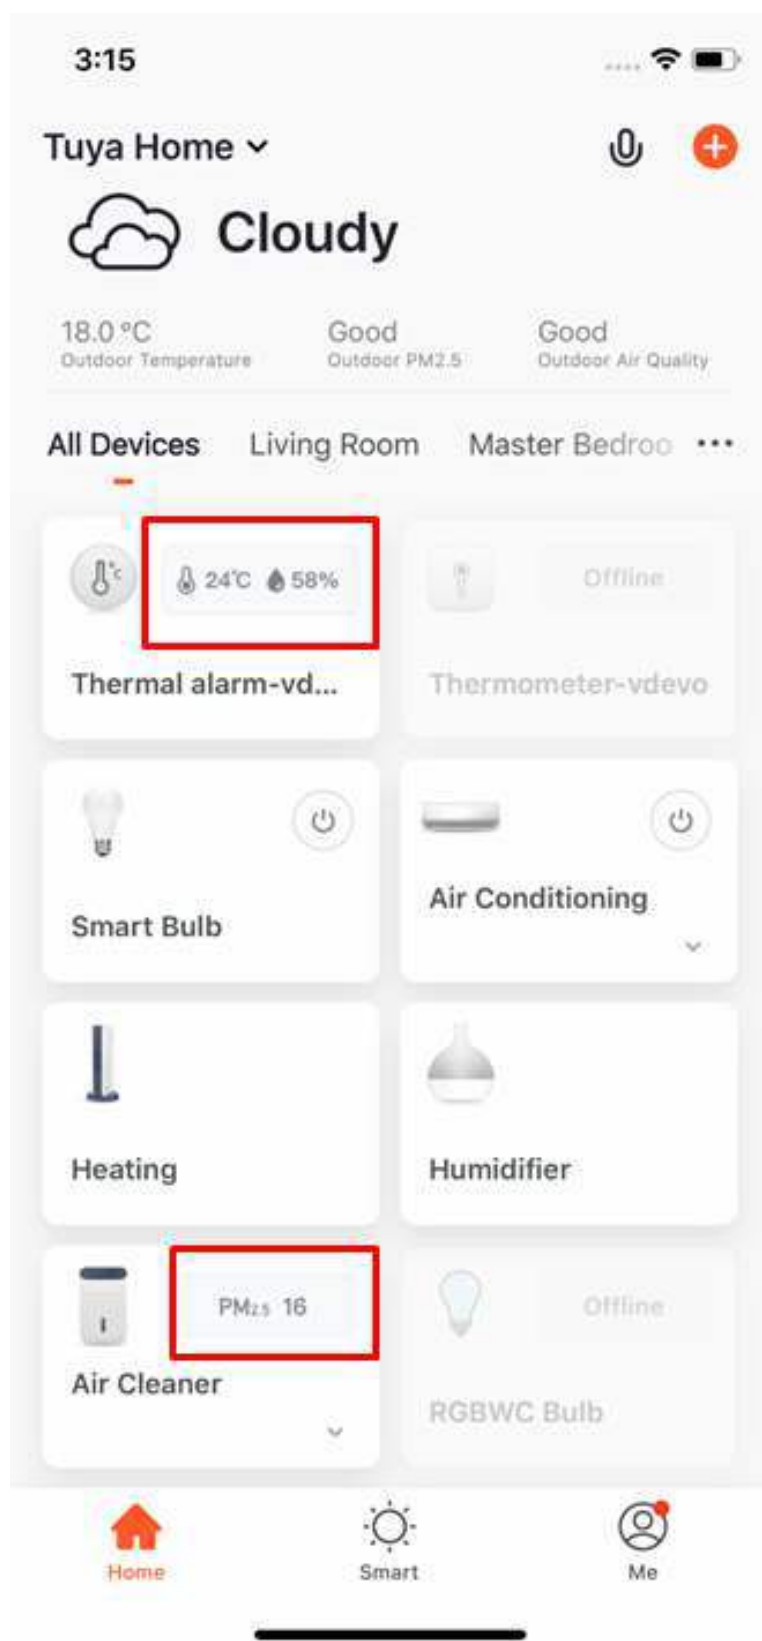 3:15
Tuya Home
Cloudy
18.0 °C Good Good
Outdoor Temperature Outdoor PM2.5 Outdoor Air Quality
All Devices Living Room Master Bedroo ...
°c 24°C 58% Offline
Thermal alarm-vd... Thermometer-vdevo
Smart Bulb Air Conditioning
Heating Humidifier
PM2.5 16 Offline
Air Cleaner RGBWC Bulb
Home Smart Me